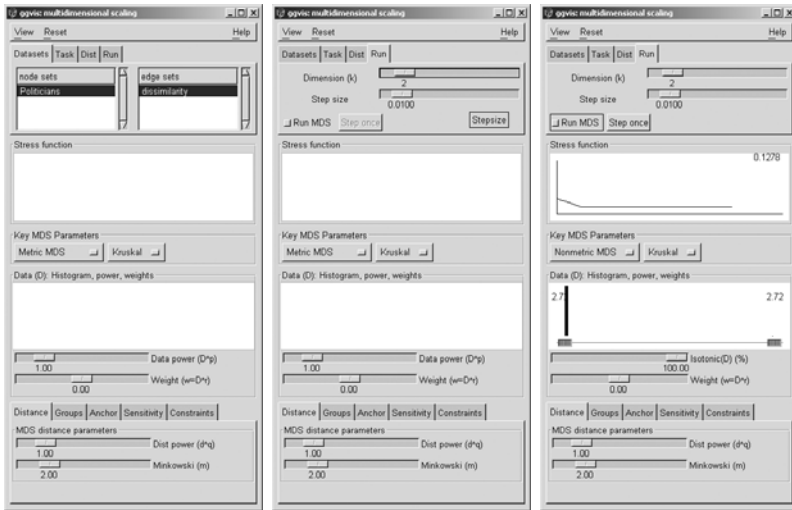 ggvis: multidimensional scaling
View Reset Help
Datasets Task Dist Run
node sets edge sets
Politicians dissimilarity
Stress function
Key MDS Parameters
Metric MDS Kruskal
Data (D): Histogram, power, weights
Data power (D^p)
1.00
Weight (w=D^r)
0.00
Distance Groups Anchor Sensitivity Constraints
MDS distance parameters
Dist power (d^q)
1.00
Minkowski (m)
2.00
ggvis: multidimensional scaling
View Reset Help
Datasets Task Dist Run
Dimension (k)
2
Step size
0.0100
Run MDS Step once Stepsize
Stress function
Key MDS Parameters
Metric MDS Kruskal
Data (D): Histogram, power, weights
Data power (D^p)
1.00
Weight (w=D^r)
0.00
Distance Groups Anchor Sensitivity Constraints
MDS distance parameters
Dist power (d^q)
1.00
Minkowski (m)
2.00
ggvis: multidimensional scaling
View Reset Help
Datasets Task Dist Run
Dimension (k)
2
Step size
0.0100
Run MDS Step once
Stress function
0.1278
Key MDS Parameters
Nonmetric MDS Kruskal
Data (D): Histogram, power, weights
2.72
Isotonic(D) (%)
100.00
Weight (w=D^r)
0.00
Distance Groups Anchor Sensitivity Constraints
MDS distance parameters
Dist power (d^q)
1.00
Minkowski (m)
2.00